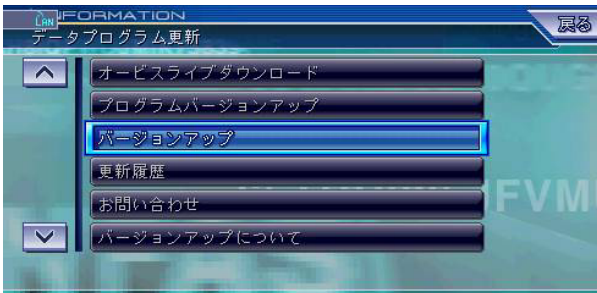 LAN
INFORMATION
データプログラム更新
戻る
オービスライブダウンロード
プログラムバージョンアップ
バージョンアップ
更新履歴
お問い合わせ
バージョンアップについて